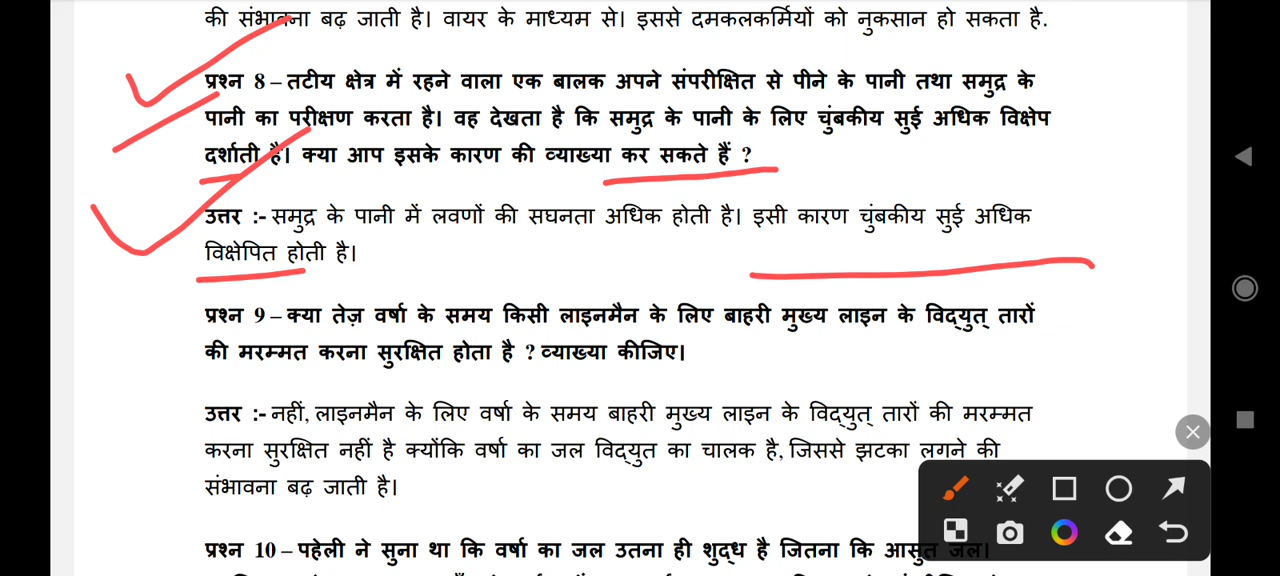 की संभावना बढ़ जाती है। वायर के माध्यम से। इससे दमकलकर्मियों को नुकसान हो सकता है.
प्रश्न 8 – तटीय क्षेत्र में रहने वाला एक बालक अपने संपरीक्षित से पीने के पानी तथा समुद्र के
पानी का परीक्षण करता है। वह देखता है कि समुद्र के पानी के लिए चुंबकीय सुई अधिक विक्षेप
दर्शाती है। क्या आप इसके कारण की व्याख्या कर सकते हैं ?
उत्तर :- समुद्र के पानी में लवणों की सघनता अधिक होती है। इसी कारण चुंबकीय सुई अधिक
विक्षेपित होती है।
प्रश्न 9 – क्या तेज़ वर्षा के समय किसी लाइनमैन के लिए बाहरी मुख्य लाइन के विद्‌युत् तारों
की मरम्मत करना सुरक्षित होता है ? व्याख्या कीजिए।
उत्तर :- नहीं, लाइनमैन के लिए वर्षा के समय बाहरी मुख्य लाइन के विद्‌युत् तारों की मरम्मत
करना सुरक्षित नहीं है क्योंकि वर्षा का जल विद्‌युत का चालक है, जिससे झटका लगने की
संभावना बढ़ जाती है।
प्रश्न 10 – पहेली ने सुना था कि वर्षा का जल उतना ही शुद्‌ध है जितना कि आसुत जल।